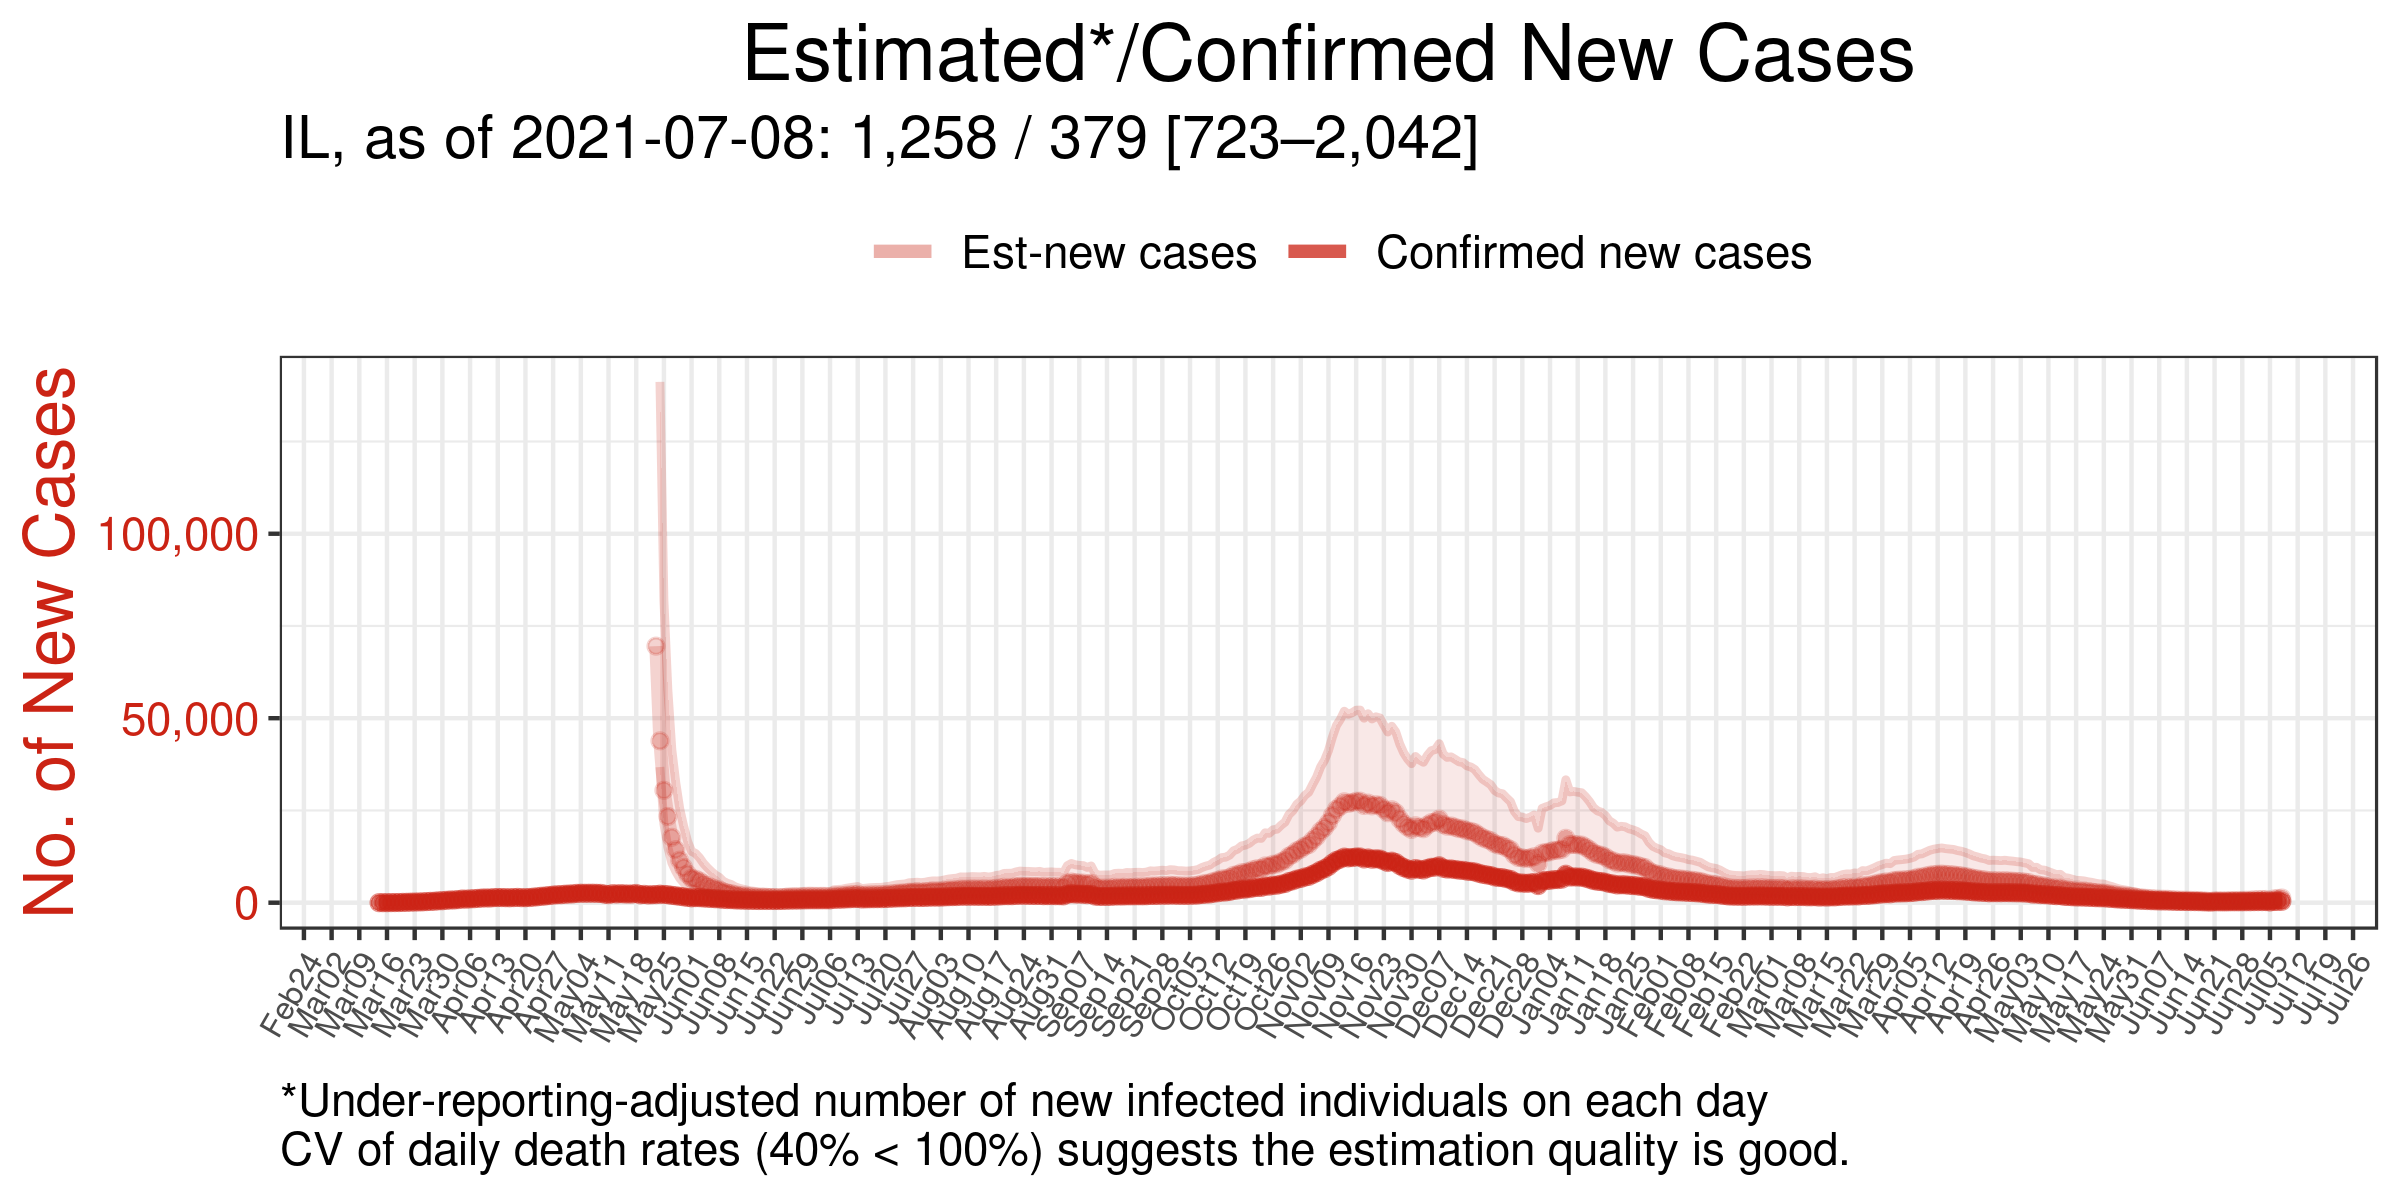 Estimated*/Confirmed New Cases
IL, as of 2021-07-08: 1,258 / 379 [723–2,042]
Est-new cases
Confirmed new cases
No. of New Cases
100,000
50,000
0
Feb24
Mar02
Mar09
Mar16
Mar23
Mar30
Apr06
Apr13
Apr20
Apr27
May04
May11
May18
May25
Jun01
Jun08
Jun15
Jun22
Jun29
Jul06
Jul13
Jul20
Jul27
Aug03
Aug10
Aug17
Aug24
Aug31
Sep07
Sep14
Sep21
Sep28
Oct05
Oct12
Oct19
Oct26
Nov02
Nov09
Nov16
Nov23
Nov30
Dec07
Dec14
Dec21
Dec28
Jan04
Jan11
Jan18
Jan25
Feb01
Feb08
Feb15
Feb22
Mar01
Mar08
Mar15
Mar22
Mar29
Apr05
Apr12
Apr19
Apr26
May03
May10
May17
May24
May31
Jun07
Jun14
Jun21
Jun28
Jul05
Jul12
Jul19
Jul26
*Under-reporting-adjusted number of new infected individuals on each day
CV of daily death rates (40% < 100%) suggests the estimation quality is good.